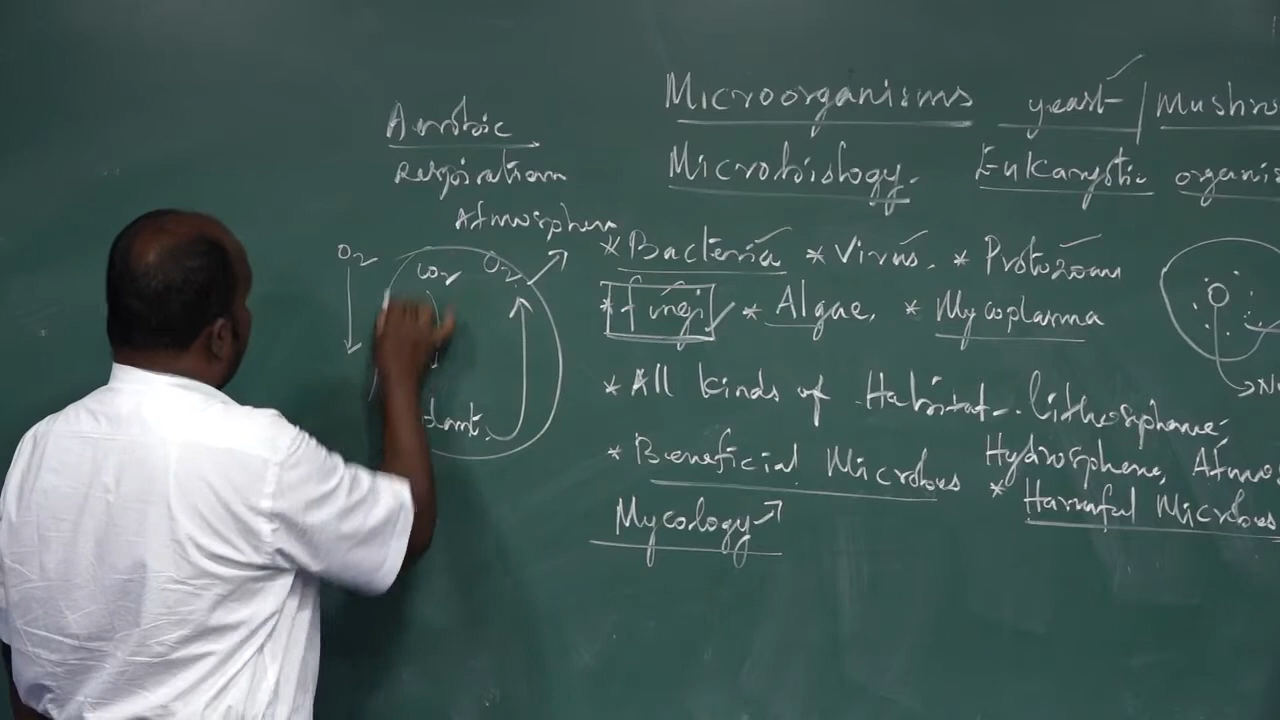 Aerobic
Respiration
Atmosphere
O2
CO2 O2
Plant
Microorganisms
Microbiology.
yeast | Mushro
Eukaryotic organis
* Bacteria * Virus. * Protozoans
* fungi * Algae, * Mycoplasma
* All kinds of Habitat - lithosphere
Hydrosphere, Atmo
* Beneficial Microbes
* Harmful Microbes
Mycology